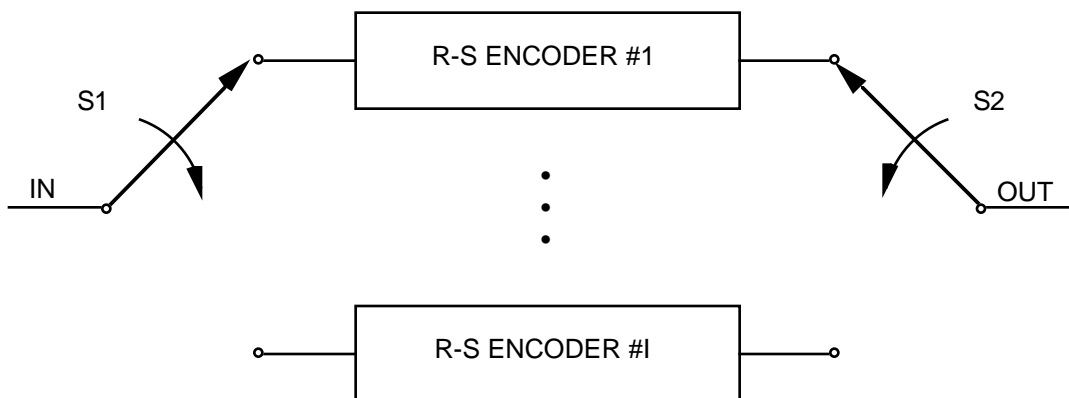 R-S ENCODER #1
S1
S2
IN
OUT
R-S ENCODER #I